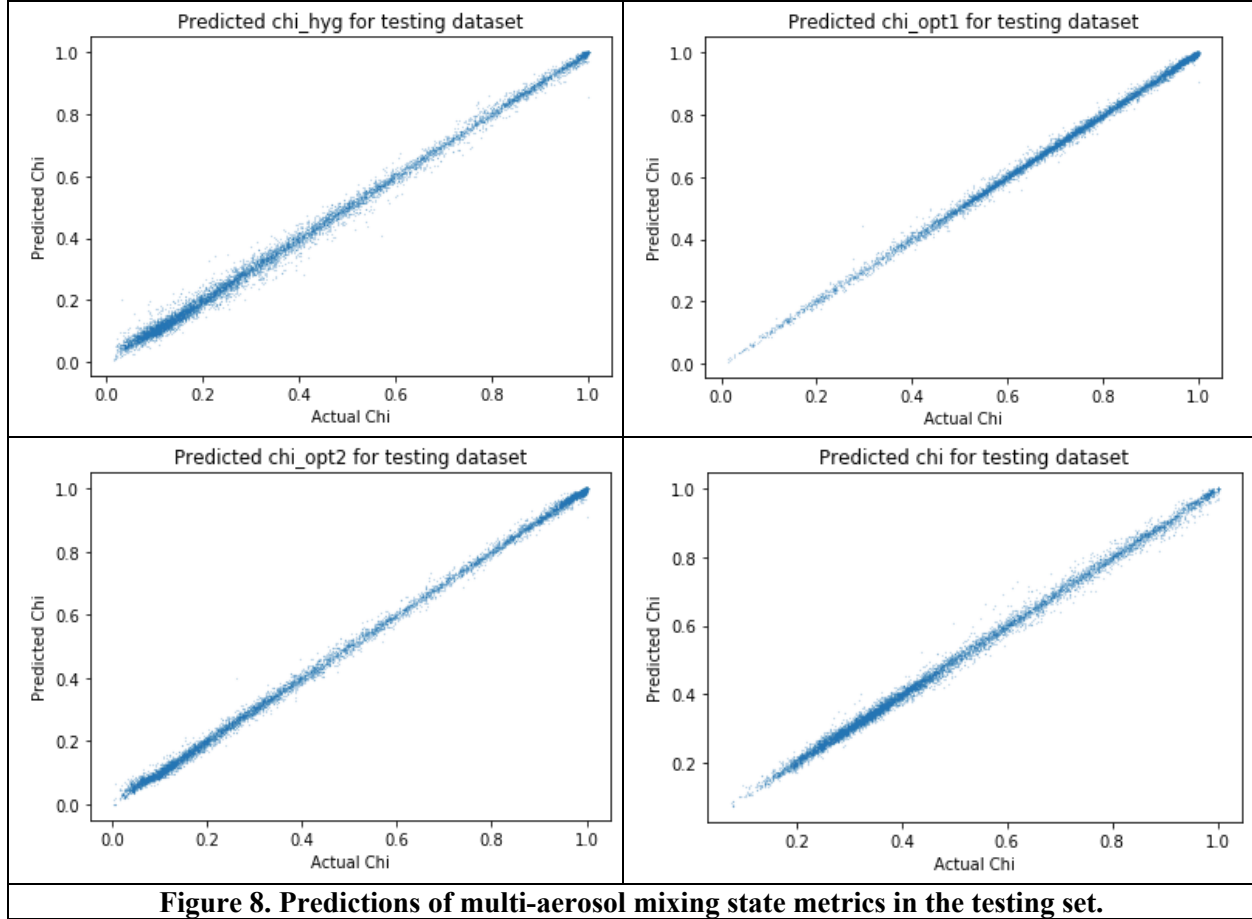 Predicted chi_hyg for testing dataset
1.0
0.8
0.6
0.4
0.2
0.0
Predicted Chi
0.0 0.2 0.4 0.6 0.8 1.0
Actual Chi
Predicted chi_opt1 for testing dataset
1.0
0.8
0.6
0.4
0.2
0.0
Predicted Chi
0.0 0.2 0.4 0.6 0.8 1.0
Actual Chi
Predicted chi_opt2 for testing dataset
1.0
0.8
0.6
0.4
0.2
0.0
Predicted Chi
0.0 0.2 0.4 0.6 0.8 1.0
Actual Chi
Predicted chi for testing dataset
1.0
0.8
0.6
0.4
0.2
Predicted Chi
0.2 0.4 0.6 0.8 1.0
Actual Chi
Figure 8. Predictions of multi-aerosol mixing state metrics in the testing set.